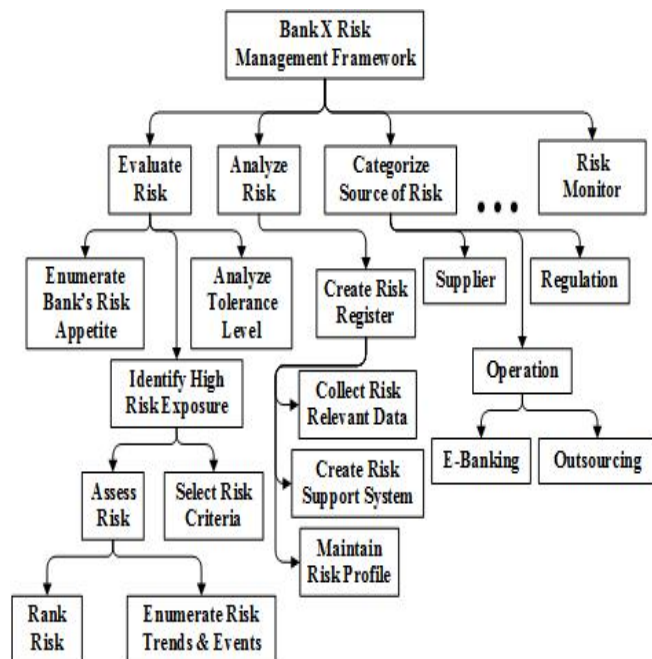 Bank X Risk
Management Framework
Evaluate
Risk
Analyze
Risk
Categorize
Source of Risk
• • •
Risk
Monitor
Enumerate
Bank's Risk
Appetite
Analyze
Tolerance
Level
Create Risk
Register
Supplier
Regulation
Identify High
Risk Exposure
Operation
Collect Risk
Relevant Data
E-Banking
Outsourcing
Assess
Risk
Select Risk
Criteria
Create Risk
Support System
Maintain
Risk Profile
Rank
Risk
Enumerate Risk
Trends & Events